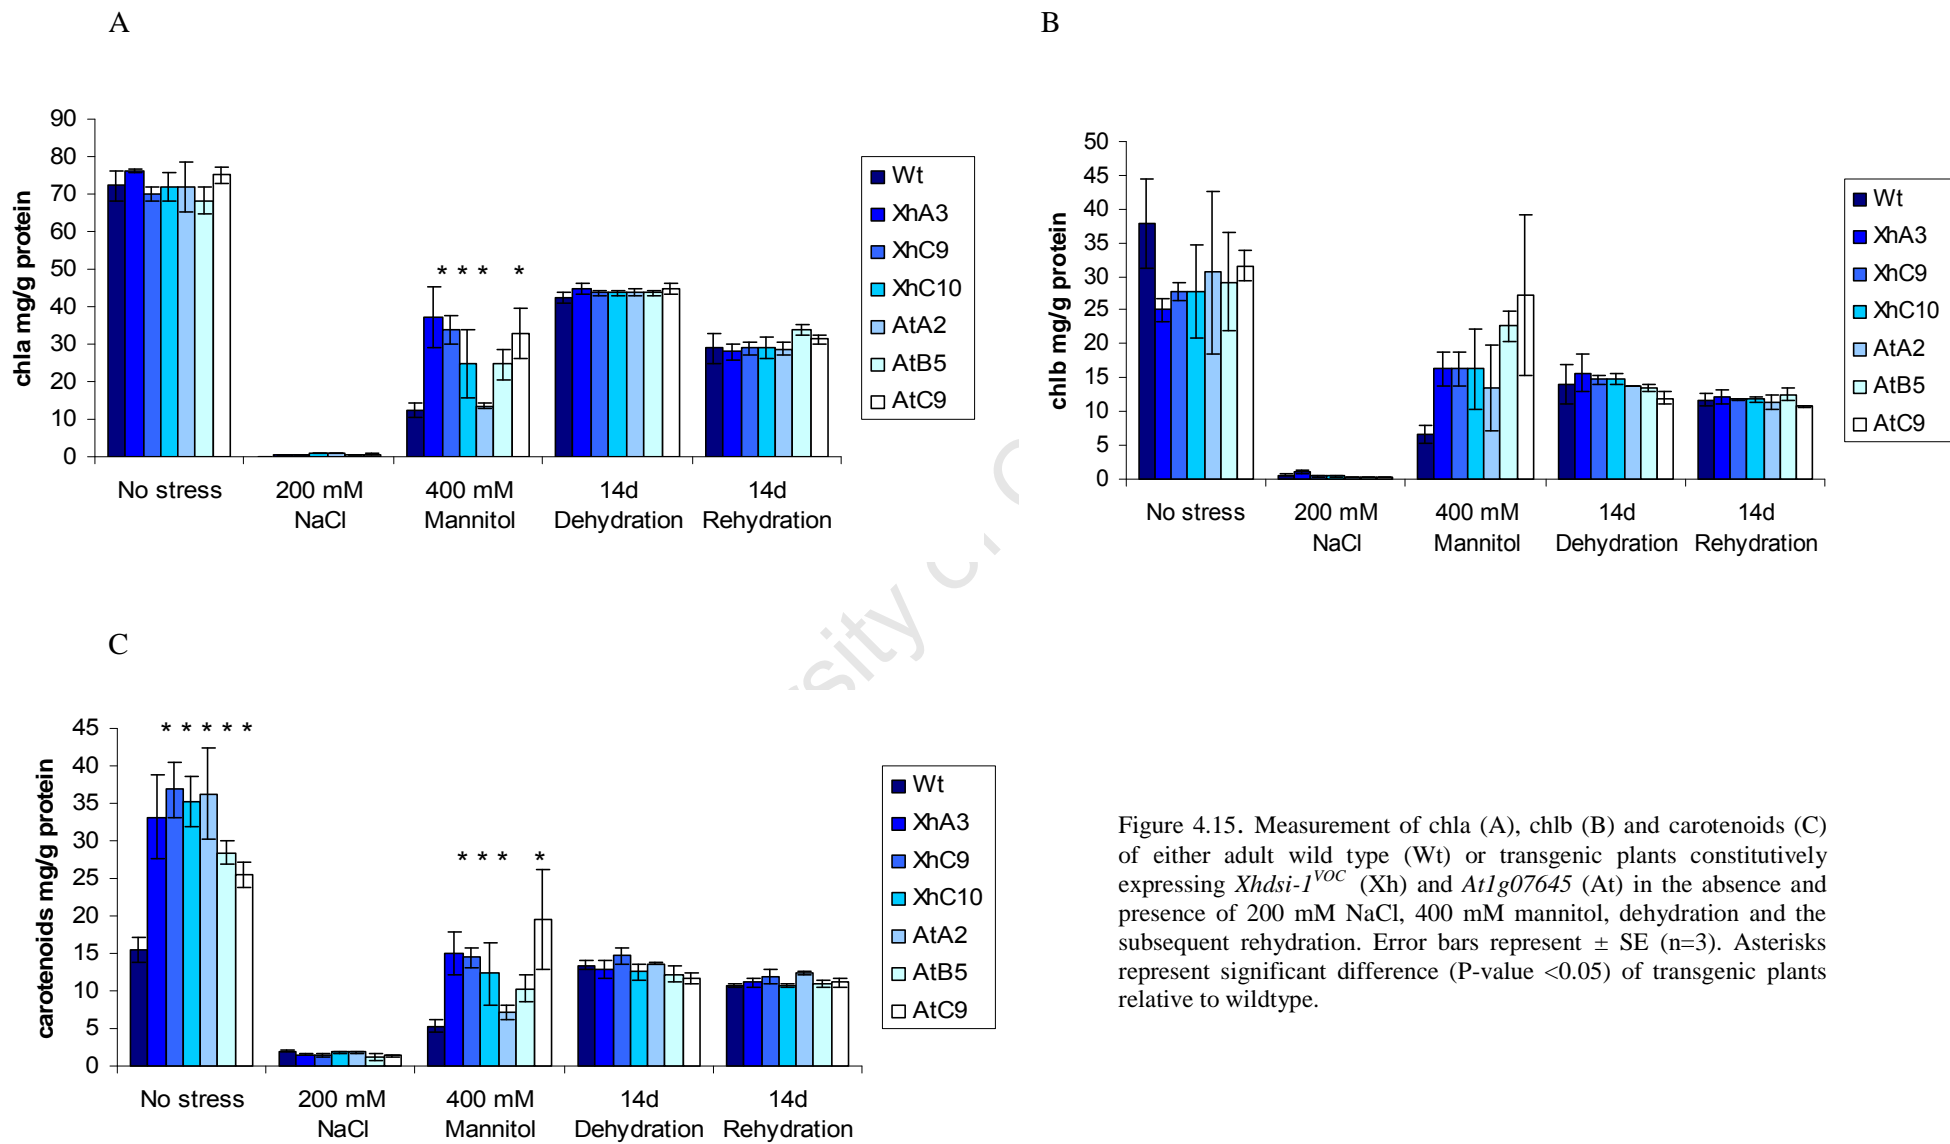 A
90
80
70
60
50
40
30
20
10
0
chla mg/g protein
* * * *
No stress
200 mM
NaCl
400 mM
Mannitol
14d
Dehydration
14d
Rehydration
Wt
XhA3
XhC9
XhC10
AtA2
AtB5
AtC9
B
50
45
40
35
30
25
20
15
10
5
0
chlb mg/g protein
No stress
200 mM
NaCl
400 mM
Mannitol
14d
Dehydration
14d
Rehydration
Wt
XhA3
XhC9
XhC10
AtA2
AtB5
AtC9
rsity
C
45
40
35
30
25
20
15
10
5
0
carotenoids mg/g protein
* * * * *
* * * *
No stress
200 mM
NaCl
400 mM
Mannitol
14d
Dehydration
14d
Rehydration
Wt
XhA3
XhC9
XhC10
AtA2
AtB5
AtC9
Figure 4.15. Measurement of chla (A), chlb (B) and carotenoids (C)
of either adult wild type (Wt) or transgenic plants constitutively
expressing Xhdsi-1VOC (Xh) and At1g07645 (At) in the absence and
presence of 200 mM NaCl, 400 mM mannitol, dehydration and the
subsequent rehydration. Error bars represent ± SE (n=3). Asterisks
represent significant difference (P-value <0.05) of transgenic plants
relative to wildtype.